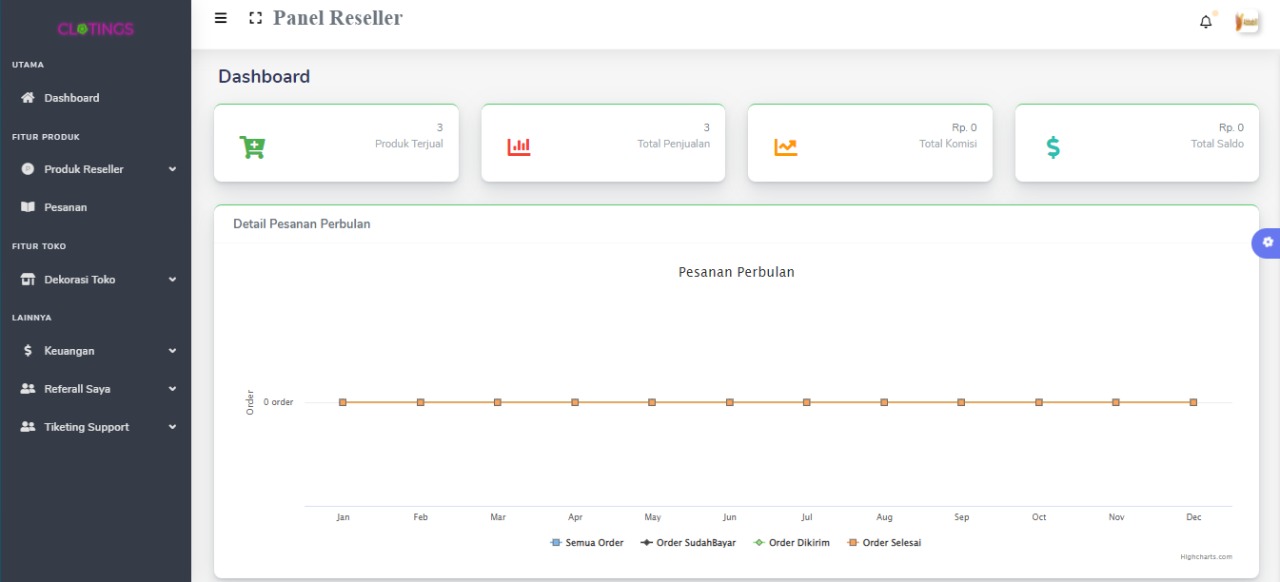 CLOTINGS
UTAMA
Dashboard
FITUR PRODUK
Produk Reseller
Pesanan
FITUR TOKO
Dekorasi Toko
LAINNYA
Keuangan
Referall Saya
Tiketing Support
Panel Reseller
Dashboard
3
Produk Terjual
3
Total Penjualan
Rp. 0
Total Komisi
Rp. 0
Total Saldo
Detail Pesanan Perbulan
Pesanan Perbulan
Order
0 order
Jan Feb Mar Apr May Jun Jul Aug Sep Oct Nov Dec
Semua Order Order SudahBayar Order Dikirim Order Selesai
Highcharts.com